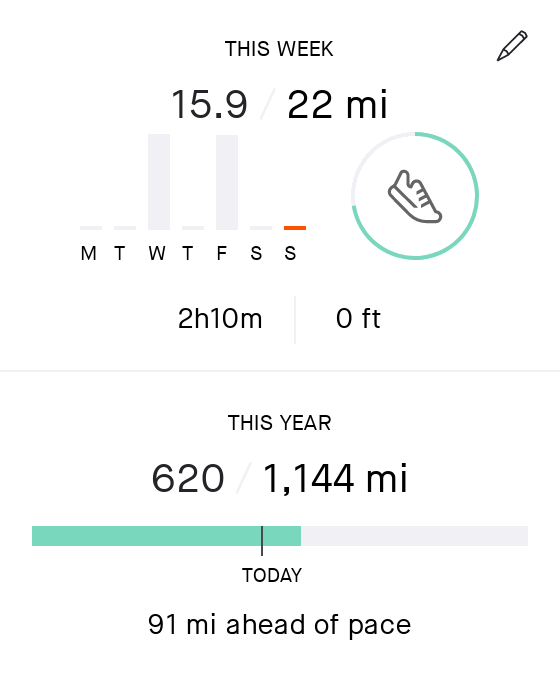 THIS WEEK
15.9 / 22 mi
M T W T F S S
2h10m | 0 ft
THIS YEAR
620 / 1,144 mi
TODAY
91 mi ahead of pace